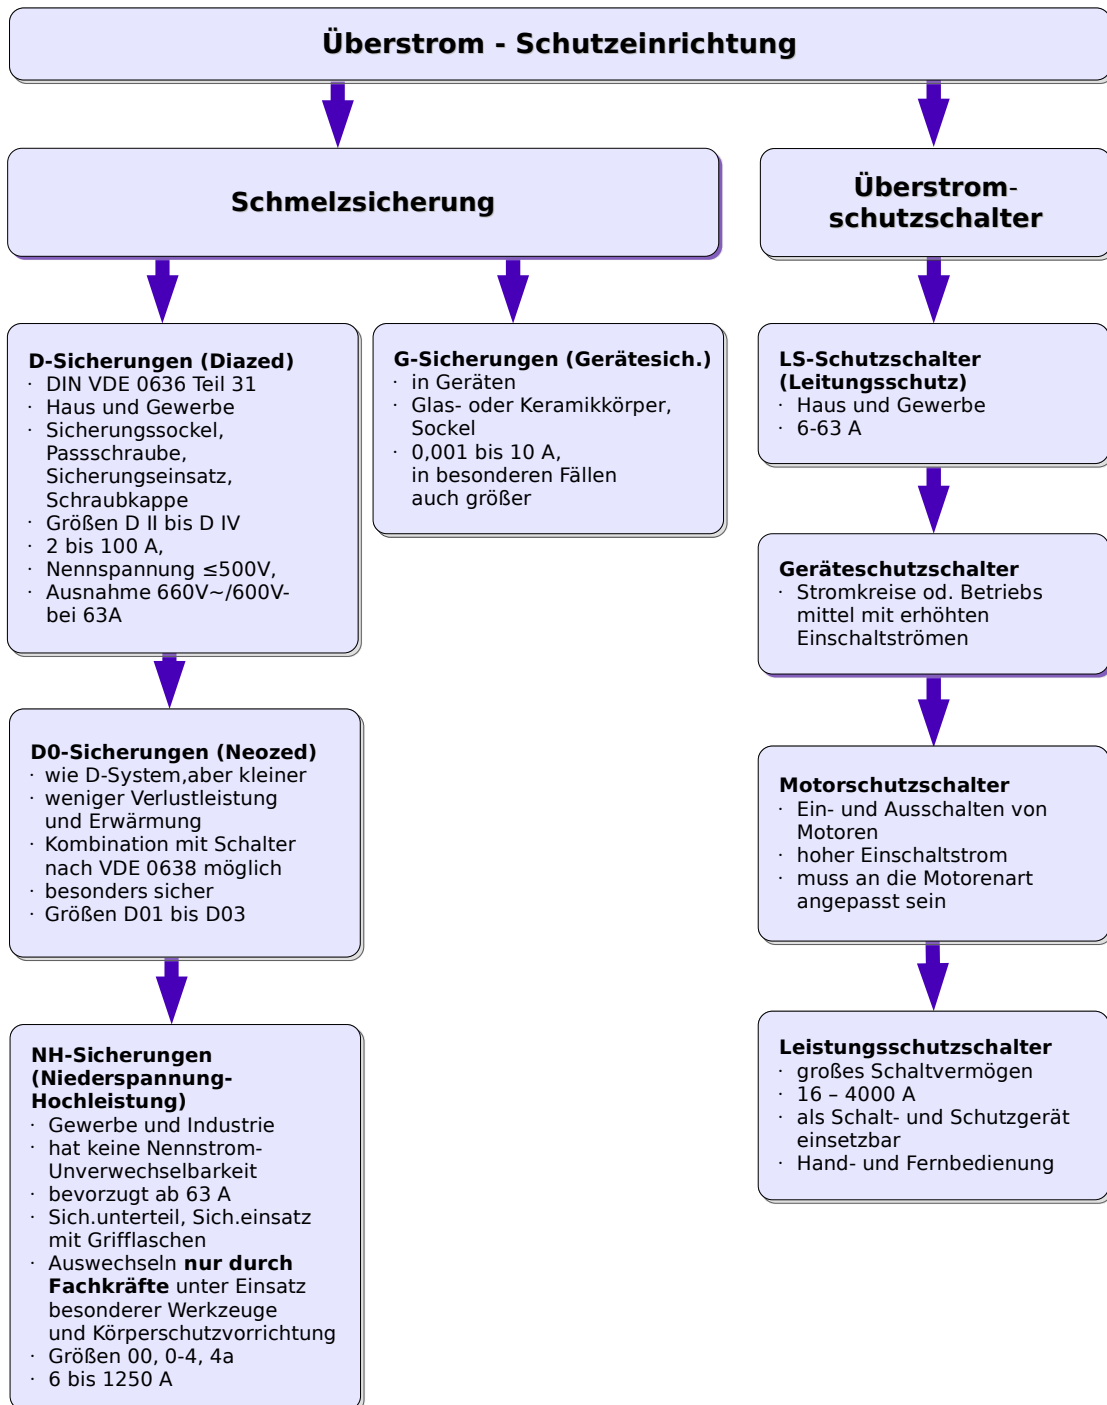 Überstrom - Schutzeinrichtung
Schmelzsicherung
Überstrom-
schutzschalter
D-Sicherungen (Diazed)
· DIN VDE 0636 Teil 31
· Haus und Gewerbe
· Sicherungssockel,
Passschraube,
Sicherungseinsatz,
Schraubkappe
· Größen D II bis D IV
· 2 bis 100 A,
· Nennspannung ≤500V,
· Ausnahme 660V~/600V-
bei 63A
G-Sicherungen (Gerätesich.)
· in Geräten
· Glas- oder Keramikkörper,
Sockel
· 0,001 bis 10 A,
in besonderen Fällen
auch größer
LS-Schutzschalter
(Leitungsschutz)
· Haus und Gewerbe
· 6-63 A
Geräteschutzschalter
· Stromkreise od. Betriebs
mittel mit erhöhten
Einschaltströmen
D0-Sicherungen (Neozed)
· wie D-System,aber kleiner
· weniger Verlustleistung
und Erwärmung
· Kombination mit Schalter
nach VDE 0638 möglich
· besonders sicher
· Größen D01 bis D03
Motorschutzschalter
· Ein- und Ausschalten von
Motoren
· hoher Einschaltstrom
· muss an die Motorenart
angepasst sein
NH-Sicherungen
(Niederspannung-
Hochleistung)
· Gewerbe und Industrie
· hat keine Nennstrom-
Unverwechselbarkeit
· bevorzugt ab 63 A
· Sich.unterteil, Sich.einsatz
mit Grifflaschen
· Auswechseln nur durch
Fachkräfte unter Einsatz
besonderer Werkzeuge
und Körperschutzvorrichtung
· Größen 00, 0-4, 4a
· 6 bis 1250 A
Leistungsschutzschalter
· großes Schaltvermögen
· 16 – 4000 A
· als Schalt- und Schutzgerät
einsetzbar
· Hand- und Fernbedienung